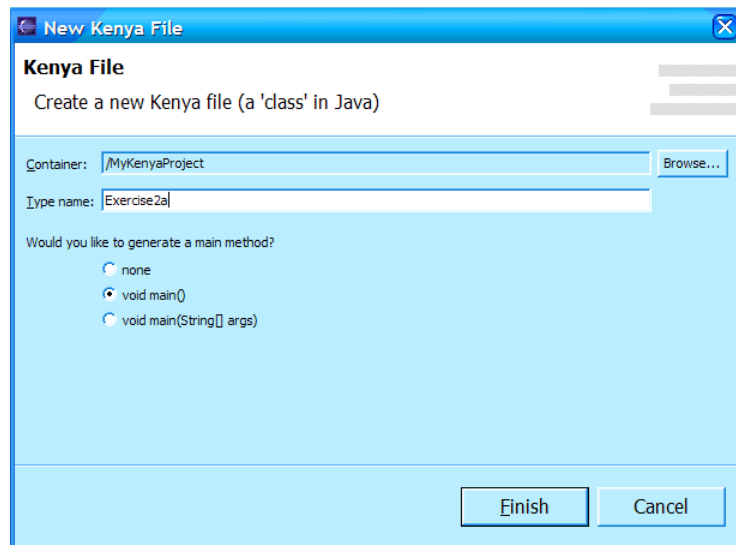 New Kenya File
Kenya File
Create a new Kenya file (a 'class' in Java)
Container: /MyKenyaProject Browse...
Type name: Exercise2a
Would you like to generate a main method?
none
void main()
void main(String[] args)
Finish Cancel